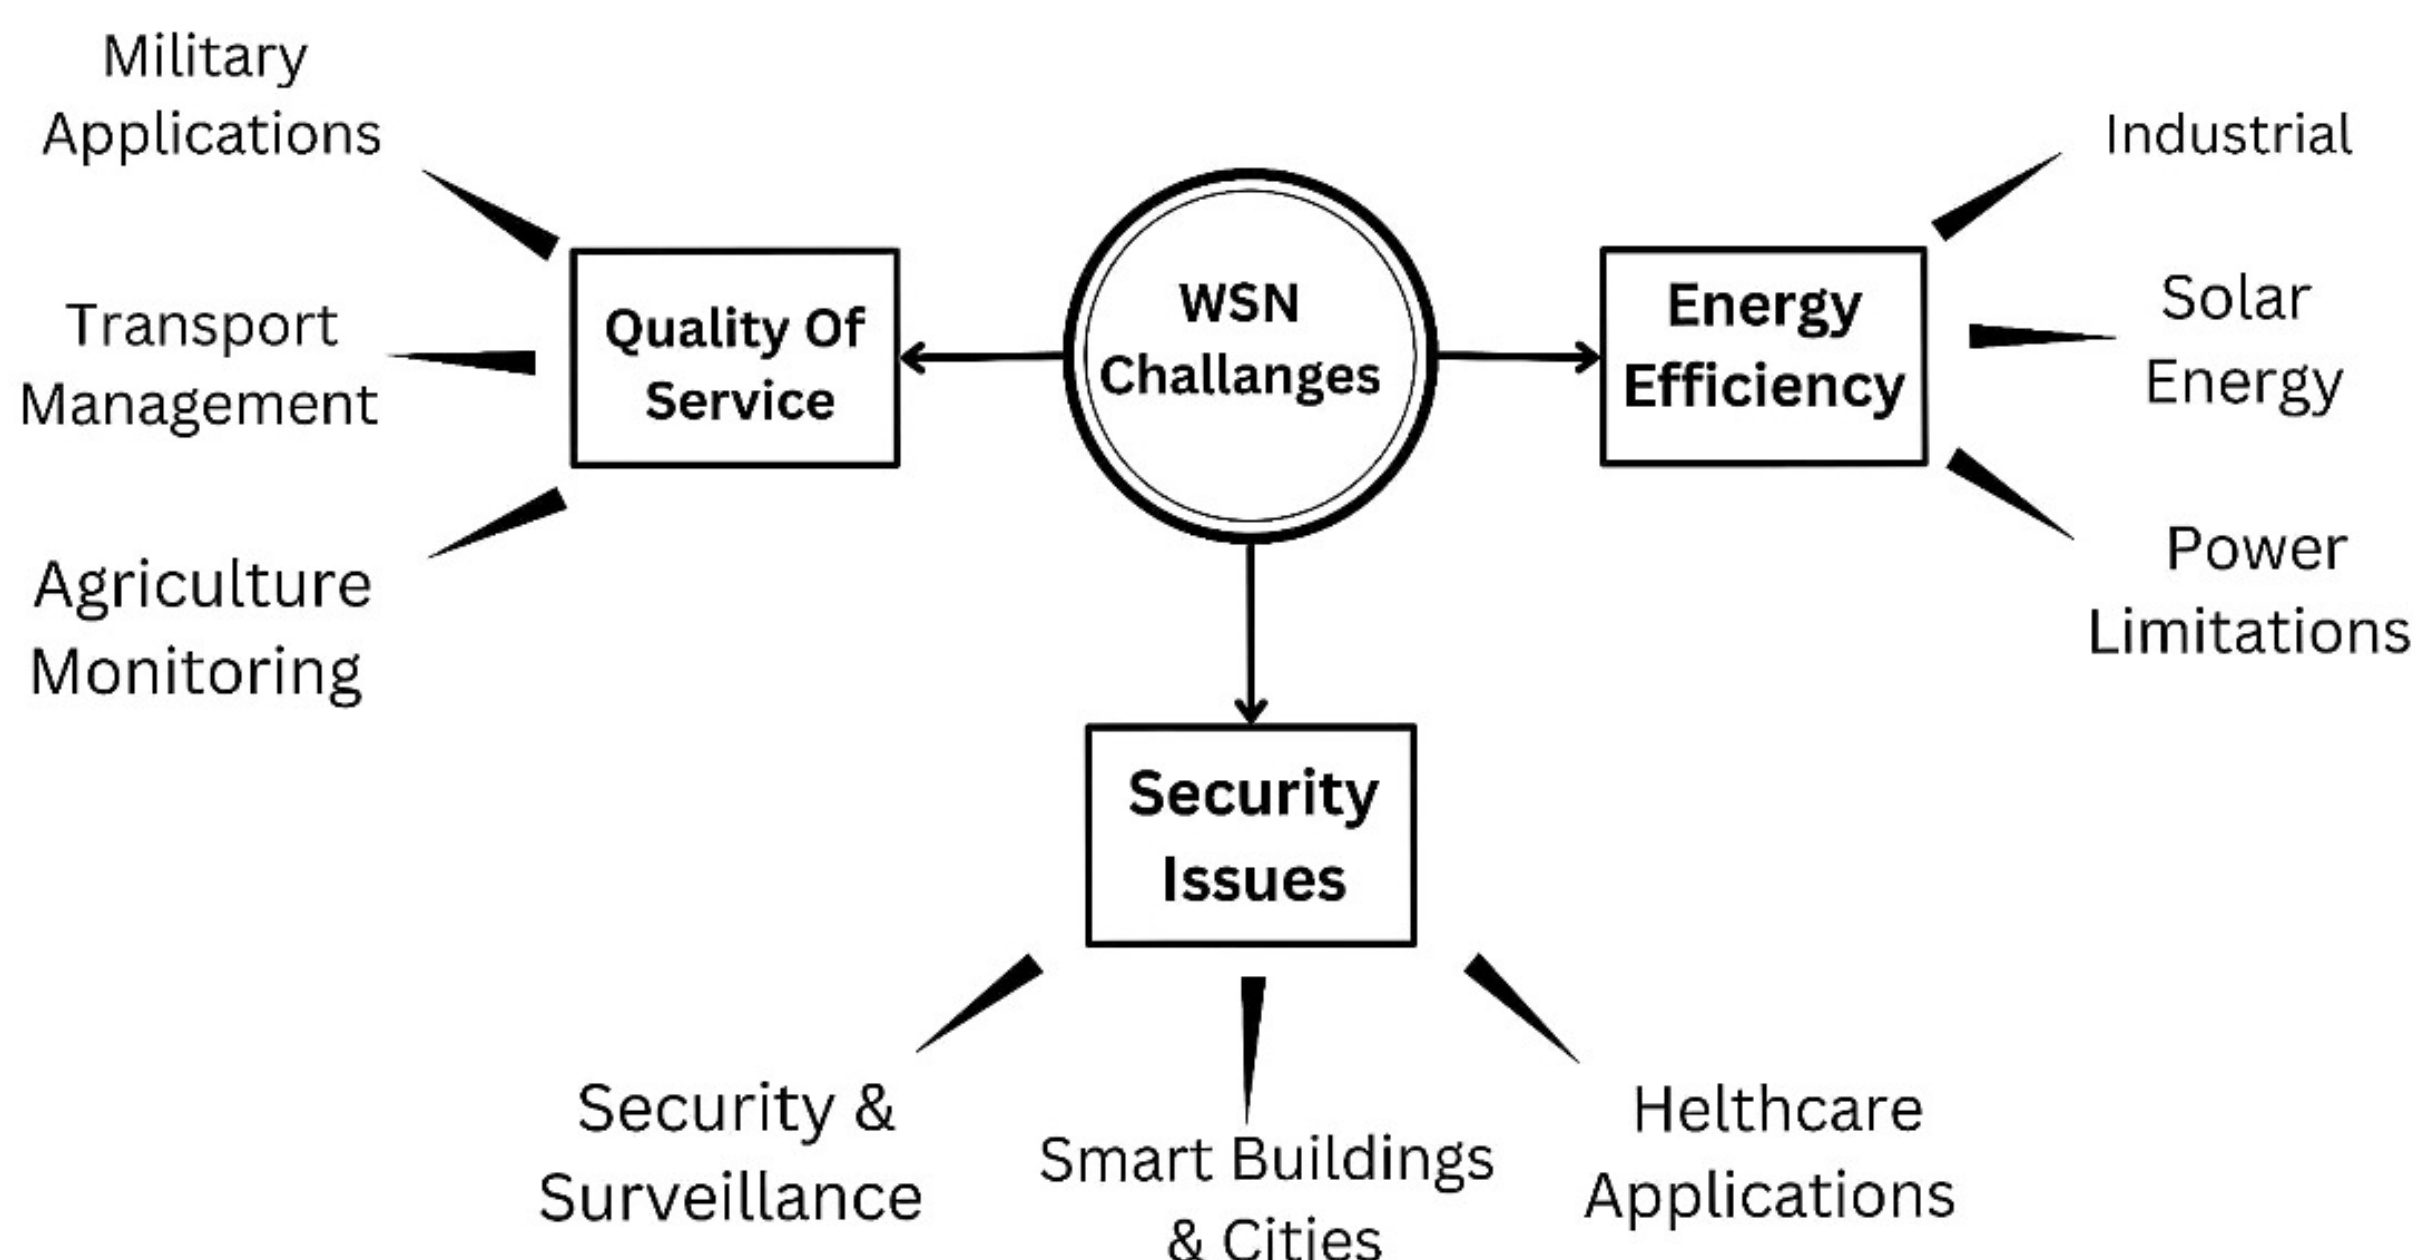 Military
Applications
Transport
Management
Agriculture
Monitoring
Quality Of
Service
WSN
Challanges
Energy
Efficiency
Industrial
Solar
Energy
Power
Limitations
Security
Issues
Security &
Surveillance
Smart Buildings
& Cities
Helthcare
Applications